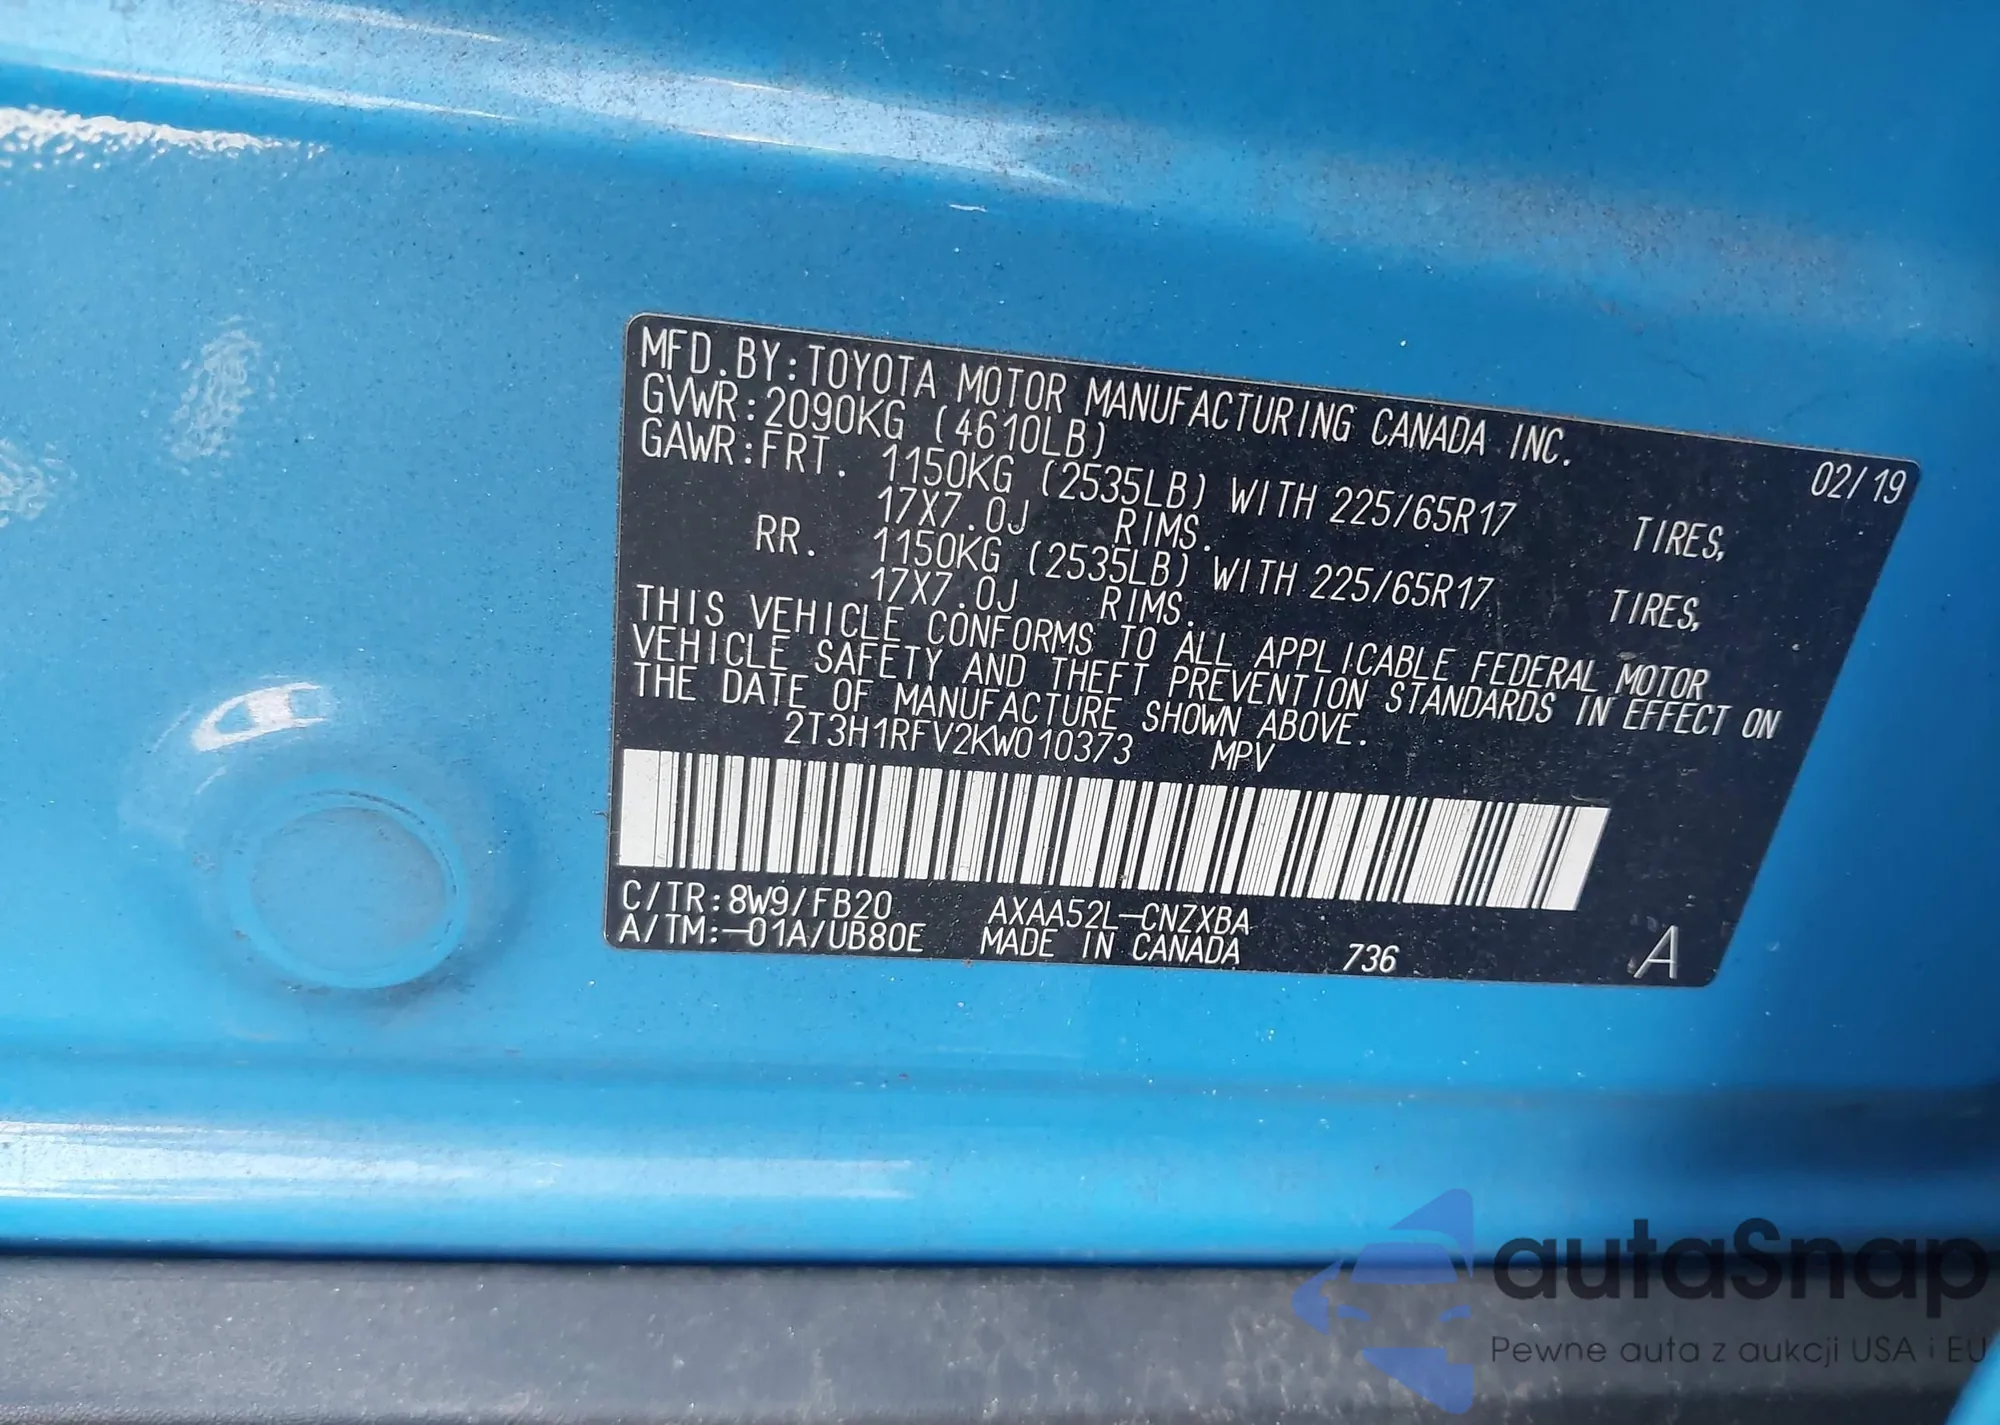 MFD.BY:TOYOTA MOTOR MANUFACTURING CANADA INC. 02/19
GVWR:2090KG (4610LB)
GAWR:FRT. 1150KG (2535LB) WITH 225/65R17 TIRES,
17X7.0J RIMS.
RR. 1150KG (2535LB) WITH 225/65R17 TIRES,
17X7.0J RIMS.
THIS VEHICLE CONFORMS TO ALL APPLICABLE FEDERAL MOTOR
VEHICLE SAFETY AND THEFT PREVENTION STANDARDS IN EFFECT ON
THE DATE OF MANUFACTURE SHOWN ABOVE.
2T3H1RFV2KW010373 MPV
C/TR:8W9/FB20 AXAA52L-CNZXBA
A/TM:-01A/UB80E MADE IN CANADA 736 A
autaSnap
Pewne auta z aukcji USA i EU